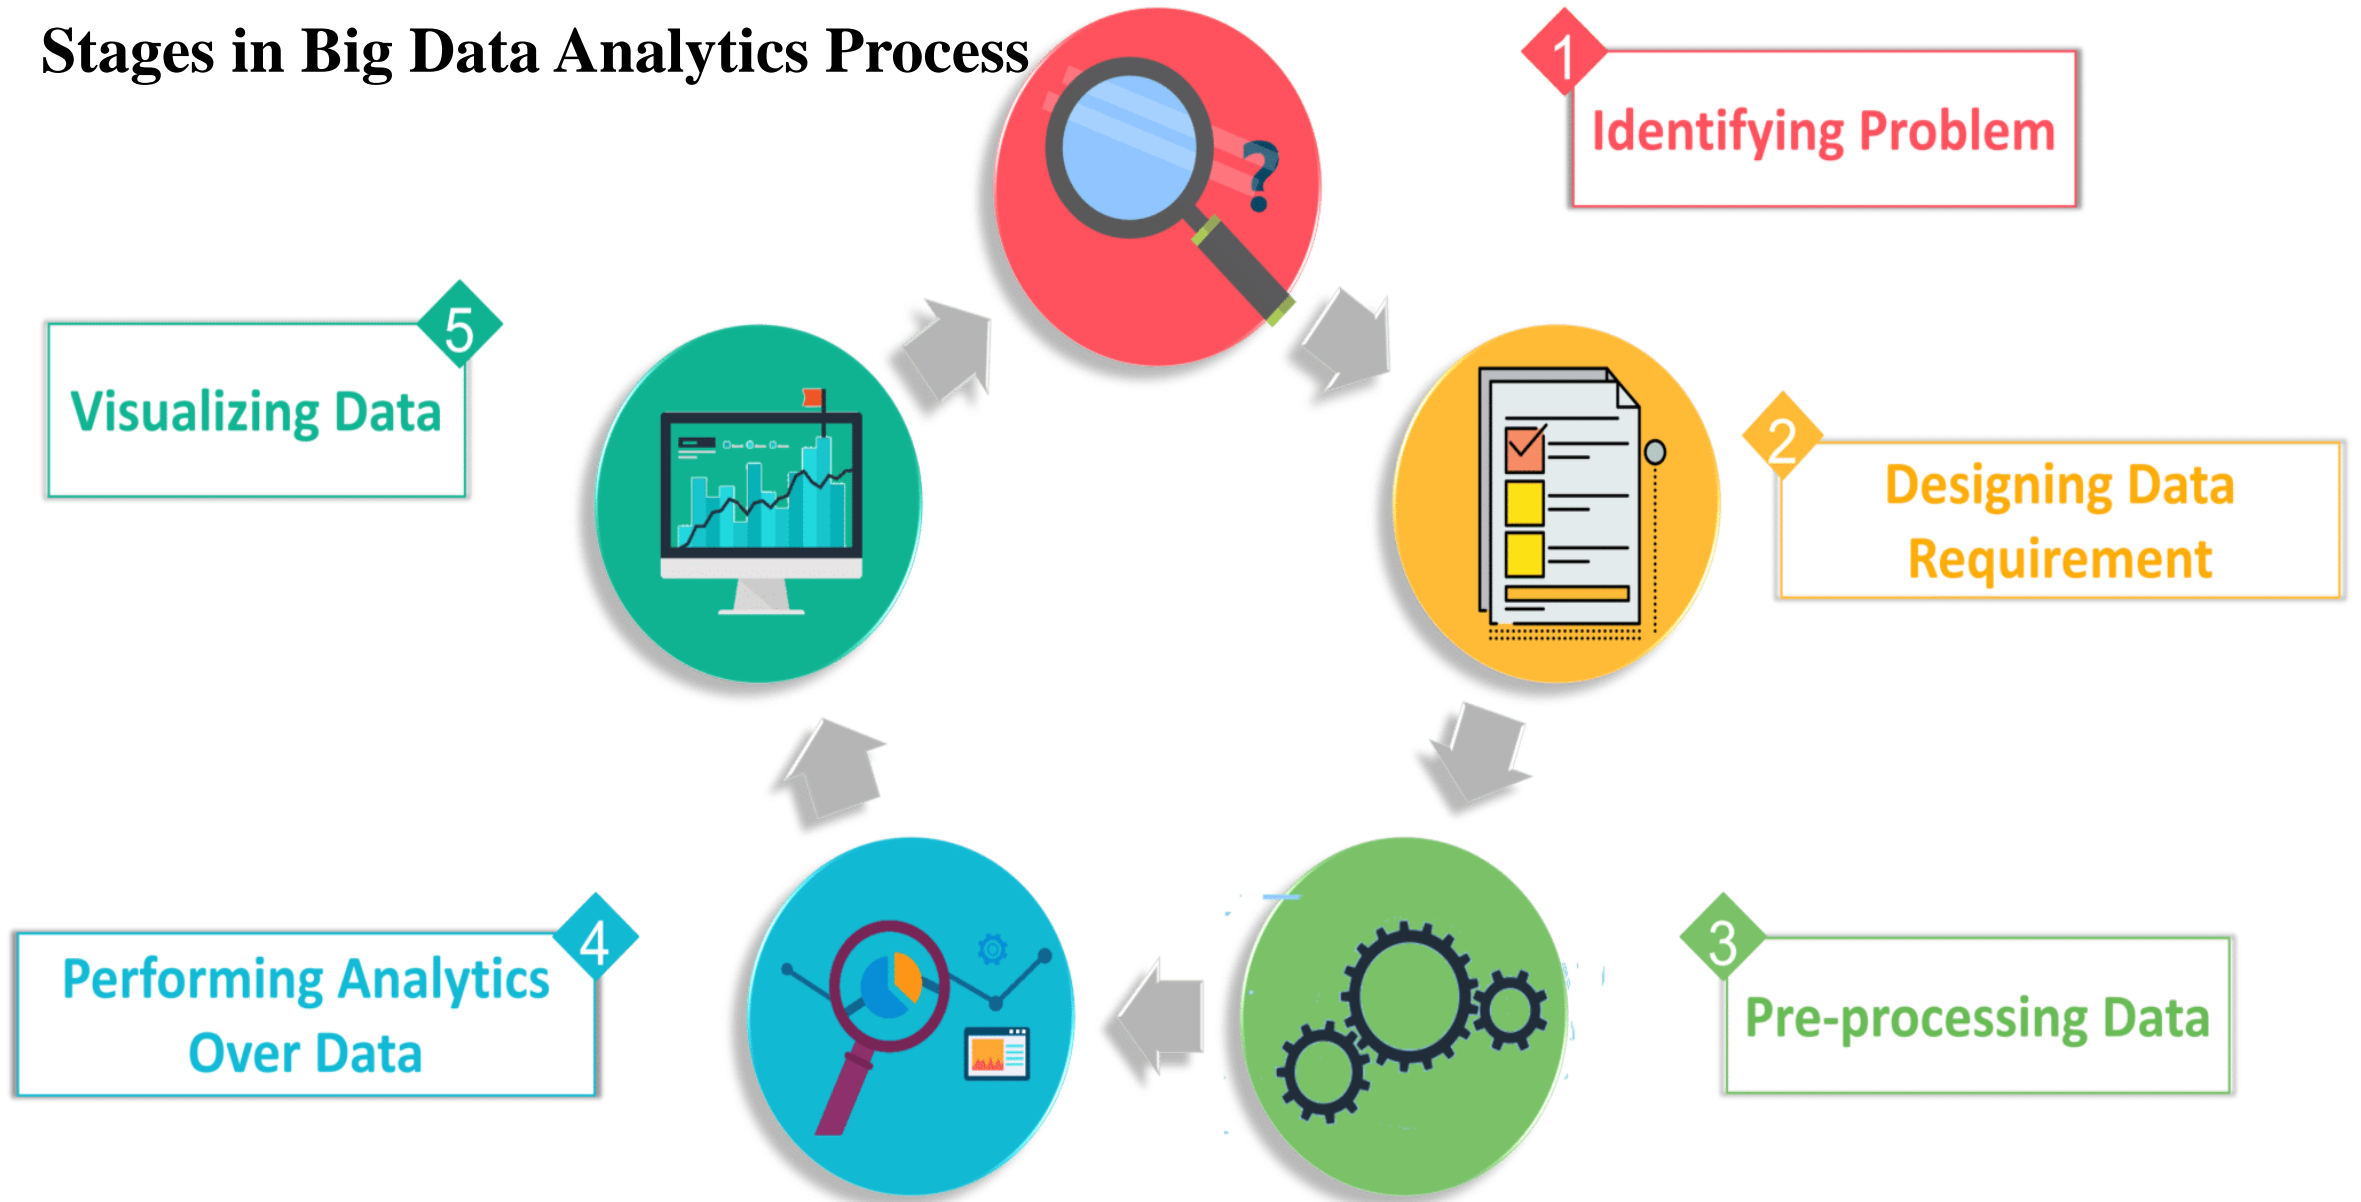 Stages in Big Data Analytics Process
1
Identifying Problem
2
Designing Data
Requirement
3
Pre-processing Data
4
Performing Analytics
Over Data
5
Visualizing Data